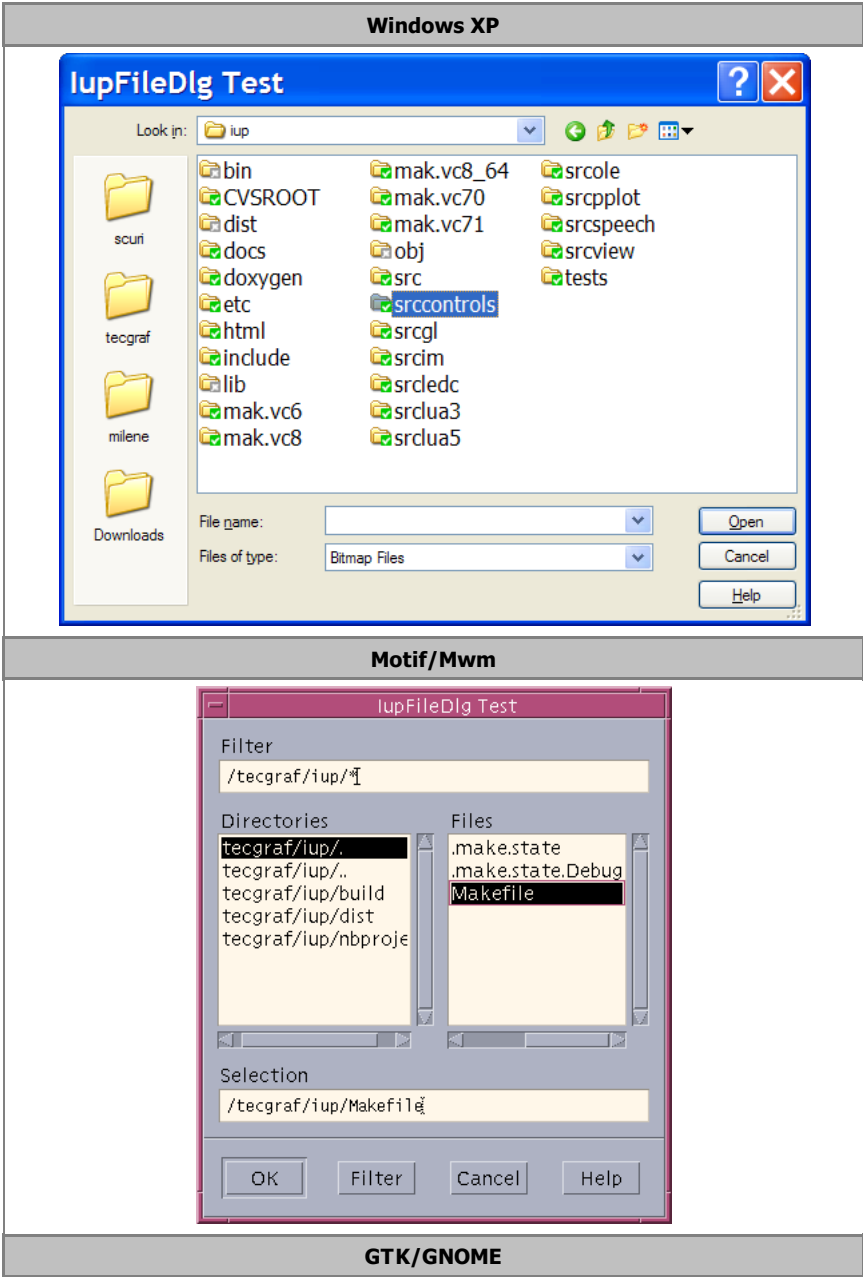 Windows XP
IupFileDlg Test
Look in: iup
scuri
tecgraf
milene
Downloads
bin
CVSROOT
dist
docs
doxygen
etc
html
include
lib
mak.vc6
mak.vc8
mak.vc8_64
mak.vc70
mak.vc71
obj
src
srccontrols
srcgl
srcim
srcledc
srclua3
srclua5
srcole
srcpplot
srcspeech
srcview
tests
File name:
Open
Files of type: Bitmap Files
Cancel
Help
Motif/Mwm
IupFileDlg Test
Filter
/tecgraf/iup/*
Directories
tecgraf/iup/.
tecgraf/iup/..
tecgraf/iup/build
tecgraf/iup/dist
tecgraf/iup/nbproje
Files
.make.state
.make.state.Debug
Makefile
Selection
/tecgraf/iup/Makefile
OK Filter Cancel Help
GTK/GNOME